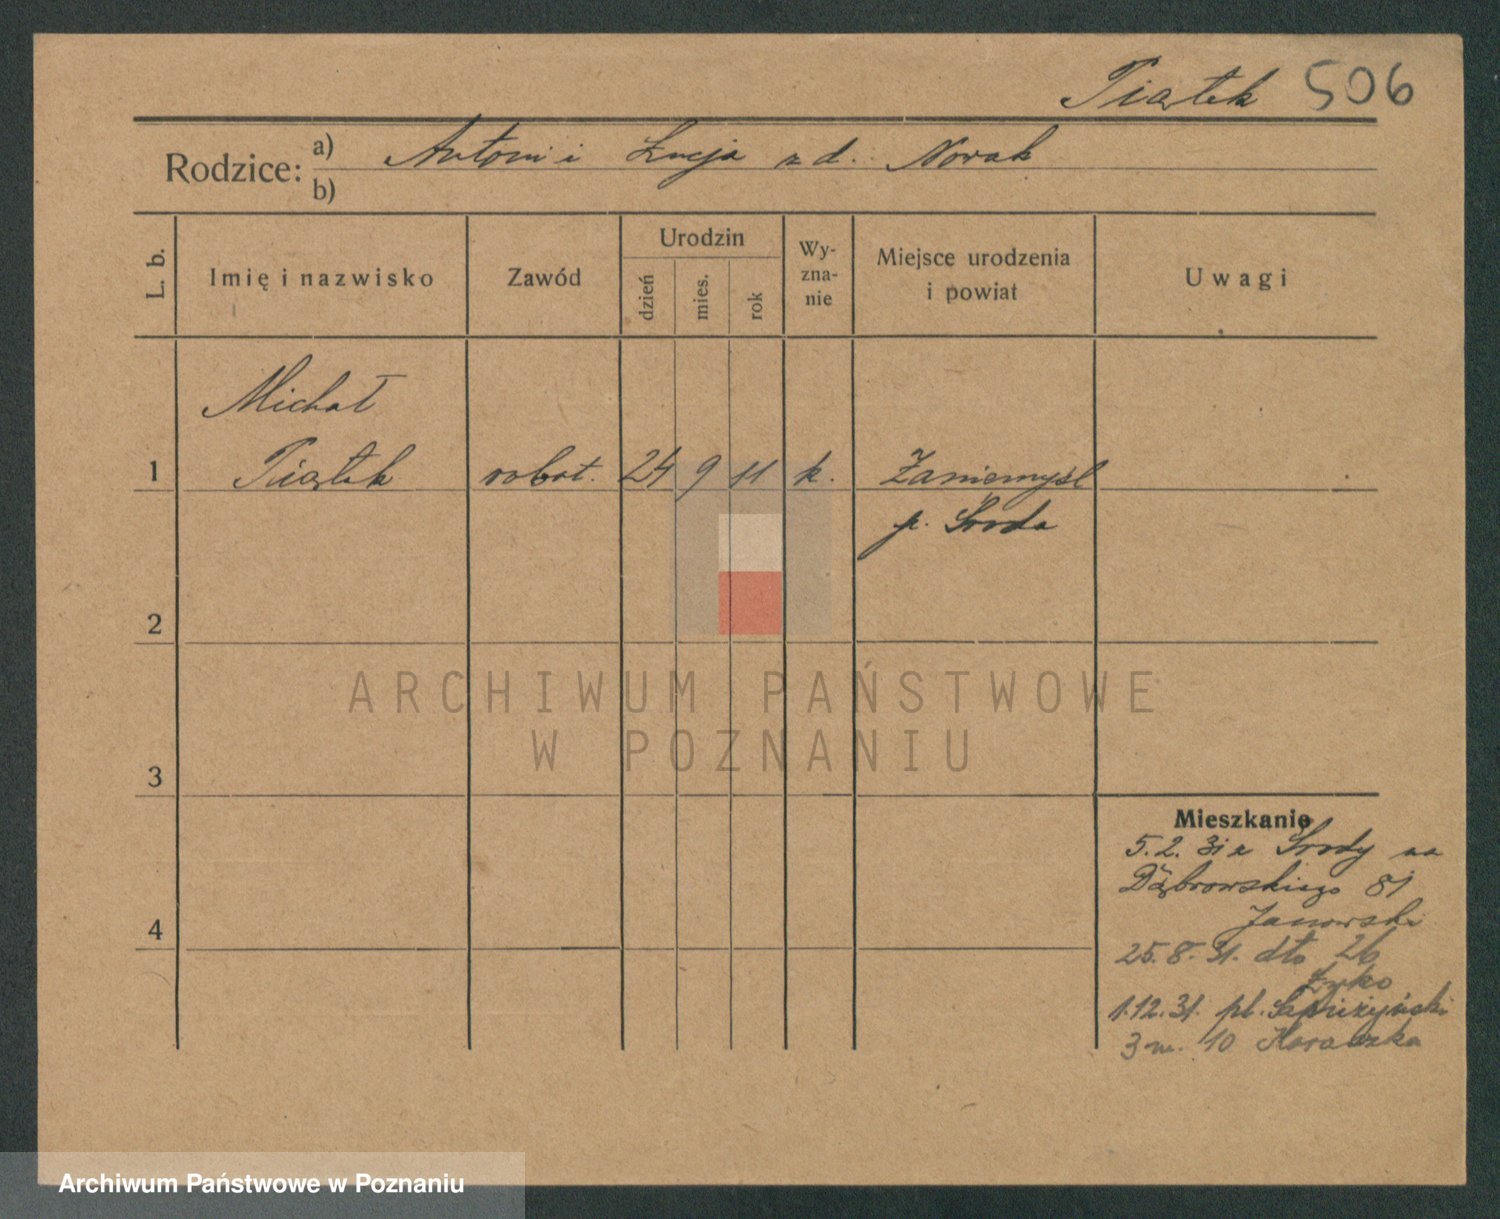 Piątek 506
Rodzice: a) Antoni i Łucja z d. Nowak
b)
L. b.
Imię i nazwisko
Zawód
Urodzin
dzień
mies.
rok
Wy-
zna-
nie
Miejsce urodzenia
i powiat
Uwagi
Michał
1 Piątek robot. 24 9 11 k. Zaniemyśl
p. Środa
2
3
4
ARCHIWUM PAŃSTWOWE
W POZNANIU
Mieszkanie
5.2.31 z Środy na
Dąbrowskiego 81
Janowski
25.8.31. dto 26
Żyko
1.12.31. pl. Sapieżyński
3 m. 10
Archiwum Państwowe w Poznaniu